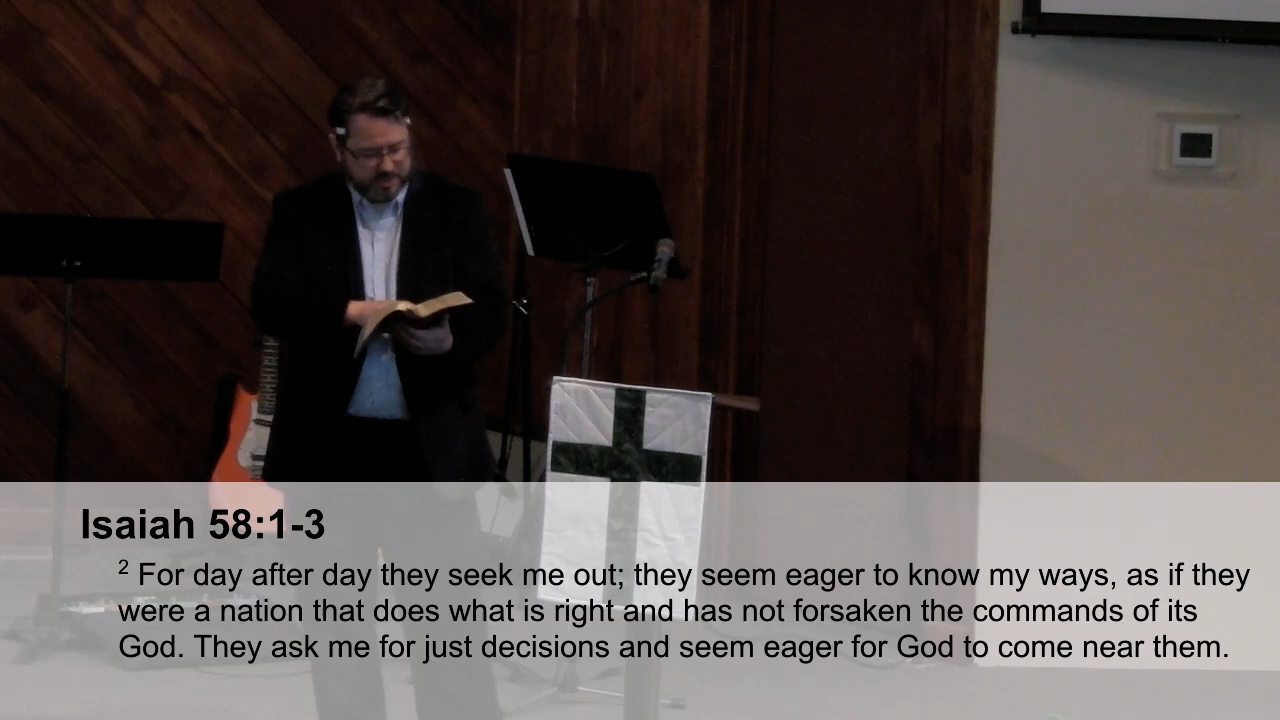 Isaiah 58:1-3
2 For day after day they seek me out; they seem eager to know my ways, as if they
were a nation that does what is right and has not forsaken the commands of its
God. They ask me for just decisions and seem eager for God to come near them.